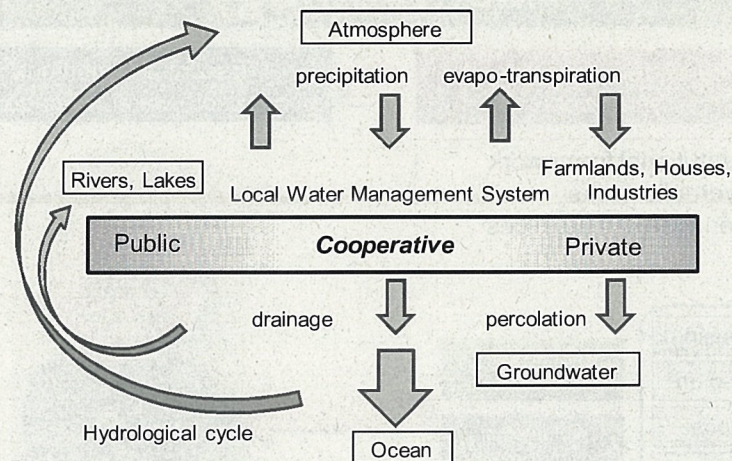 Atmosphere
precipitation evapo-transpiration
Rivers, Lakes
Farmlands, Houses,
Local Water Management System Industries
Public Cooperative Private
drainage percolation
Groundwater
Hydrological cycle
Ocean